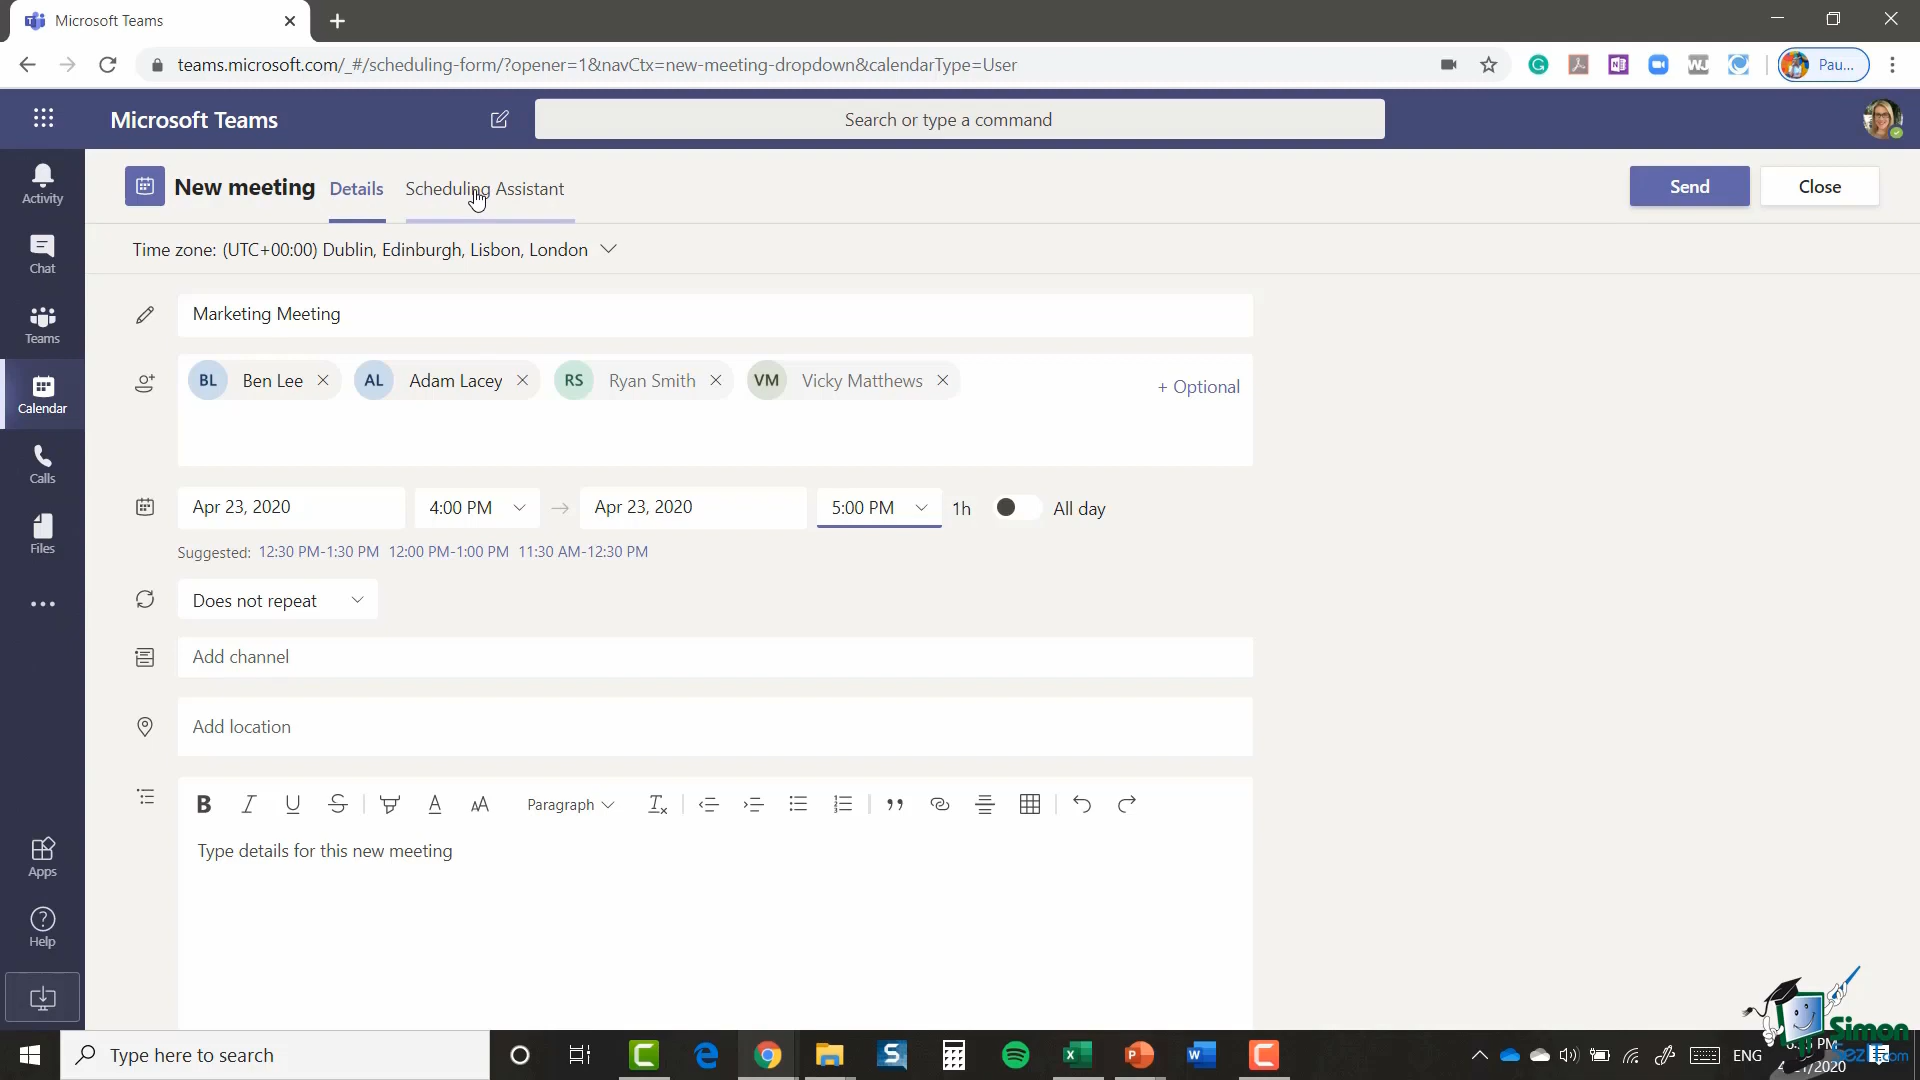 Microsoft Teams
teams.microsoft.com/_#/scheduling-form/?opener=1&navCtx=new-meeting-dropdown&calendarType=User
Pau...
Microsoft Teams
Search or type a command
Activity
Chat
Teams
Calendar
Calls
Files
Apps
Help
New meeting Details Scheduling Assistant
Send Close
Time zone: (UTC+00:00) Dublin, Edinburgh, Lisbon, London
Marketing Meeting
BL Ben Lee AL Adam Lacey RS Ryan Smith VM Vicky Matthews
+ Optional
Apr 23, 2020 4:00 PM Apr 23, 2020 5:00 PM 1h All day
Suggested: 12:30 PM-1:30 PM 12:00 PM-1:00 PM 11:30 AM-12:30 PM
Does not repeat
Add channel
Add location
B I U S A AA Paragraph
Type details for this new meeting
Type here to search
ENG
Simon
Sez IT.com